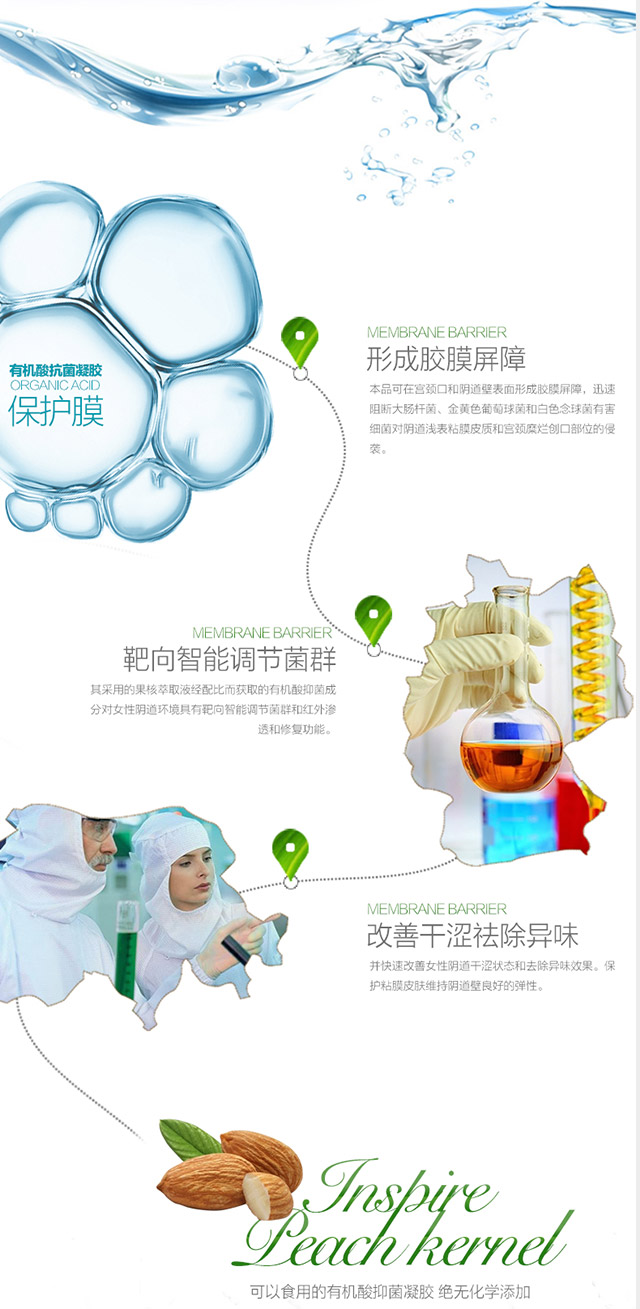 MEMBRANE BARRIER
形成胶膜屏障
本品可在宫颈口和阴道壁表面形成胶膜屏障，迅速
阻断大肠杆菌、金黄色葡萄球菌和白色念球菌有害
细菌对阴道浅表粘膜皮质和宫颈糜烂创口部位的侵
袭。
有机酸抗菌凝胶
ORGANIC ACID
保护膜
MEMBRANE BARRIER
靶向智能调节菌群
其采用的果核萃取液经配比而获取的有机酸抑菌成
分对女性阴道环境具有靶向智能调节菌群和红外渗
透和修复功能。
MEMBRANE BARRIER
改善干涩祛除异味
并快速改善女性阴道干涩状态和去除异味效果。保
护粘膜皮肤维持阴道壁良好的弹性。
Inspire
Peach kernel
可以食用的有机酸抑菌凝胶 绝无化学添加